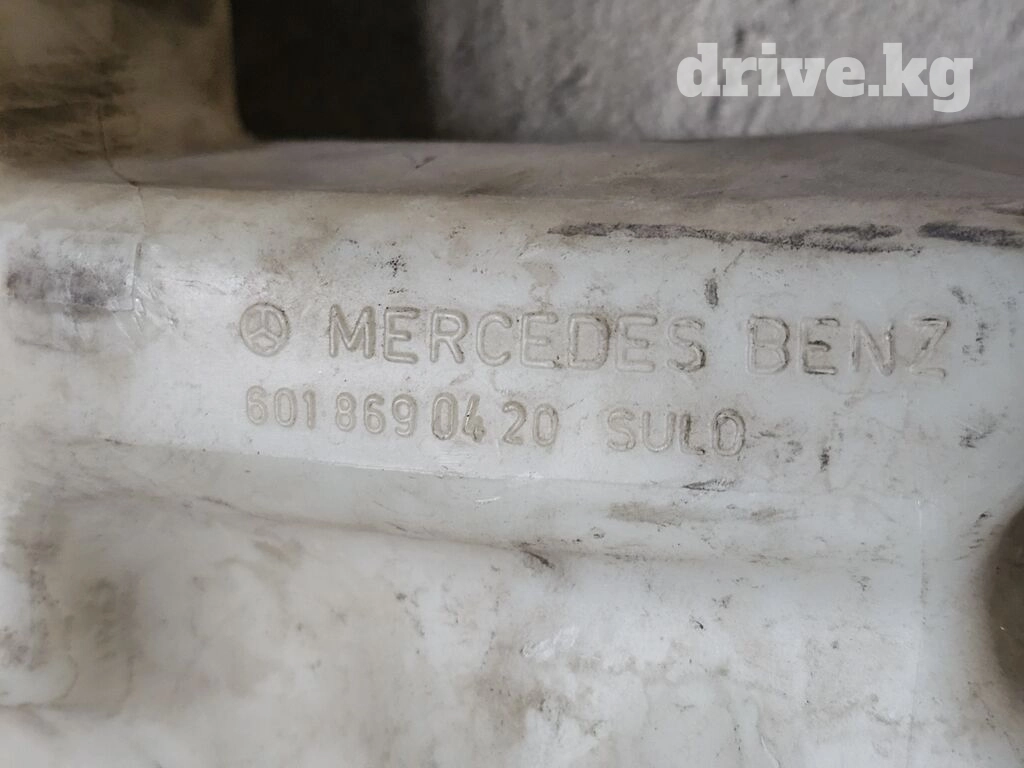 drive.kg
MERCEDES BENZ
601 869 04 20 SULO